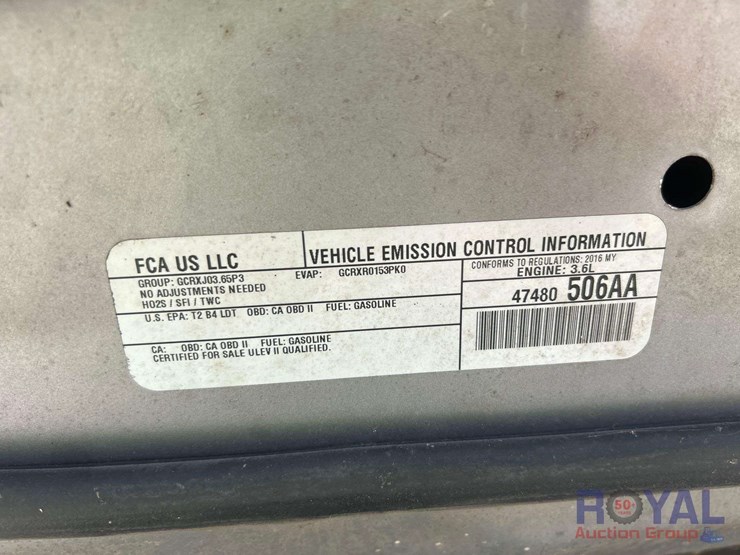 FCA US LLC
VEHICLE EMISSION CONTROL INFORMATION
GROUP: GCRXJ03.65P3 EVAP: GCRXR0153PK0
CONFORMS TO REGULATIONS: 2016 MY
NO ADJUSTMENTS NEEDED
ENGINE: 3.6L
HO2S / SFI / TWC
47480 506AA
U.S. EPA: T2 B4 LDT OBD: CA OBD II FUEL: GASOLINE
CA: OBD: CA OBD II FUEL: GASOLINE
CERTIFIED FOR SALE ULEV II QUALIFIED.
50+
ROYAL
Auction Group